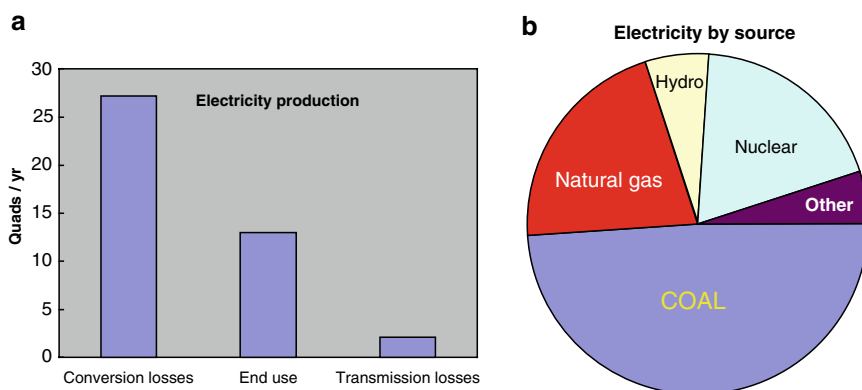 a
Electricity production
Quads / yr
30
25
20
15
10
5
0
Conversion losses
End use
Transmission losses
b
Electricity by source
Hydro
Nuclear
Natural gas
Other
COAL